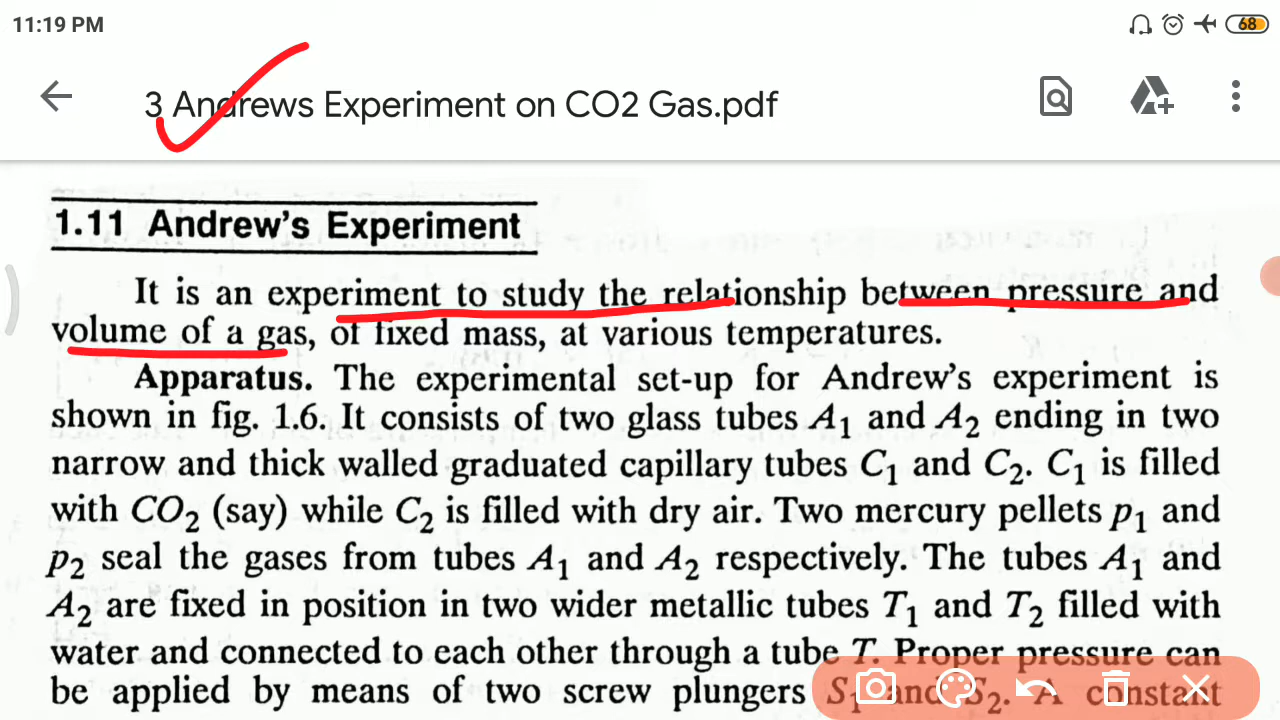 11:19 PM
68
3 Andrews Experiment on CO2 Gas.pdf
1.11 Andrew's Experiment
It is an experiment to study the relationship between pressure and
volume of a gas, of fixed mass, at various temperatures.
Apparatus. The experimental set-up for Andrew's experiment is
shown in fig. 1.6. It consists of two glass tubes A₁ and A₂ ending in two
narrow and thick walled graduated capillary tubes C₁ and C₂. C₁ is filled
with CO₂ (say) while C₂ is filled with dry air. Two mercury pellets p₁ and
p₂ seal the gases from tubes A₁ and A₂ respectively. The tubes A₁ and
A₂ are fixed in position in two wider metallic tubes T₁ and T₂ filled with
water and connected to each other through a tube T. Proper pressure can
be applied by means of two screw plungers S₁ and S₂. A constant